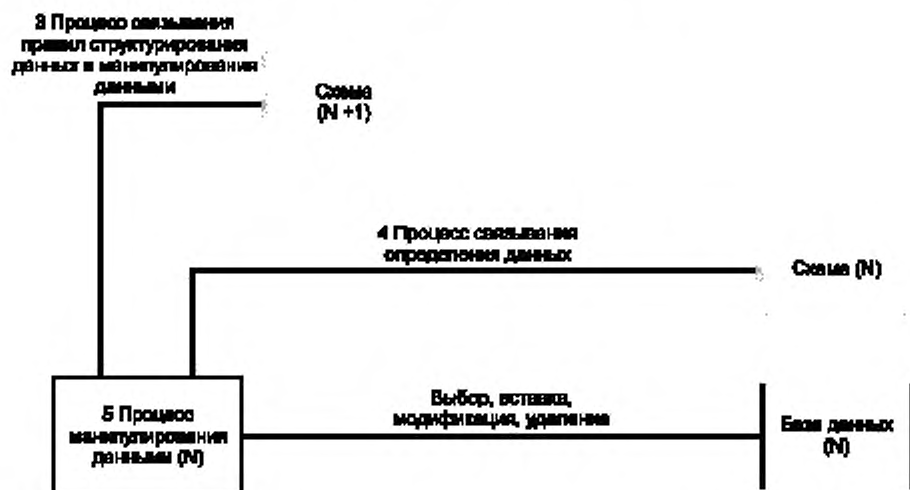 3 Процесс связывания
правил структурирования
данных и манипулирования
данными
Схема
(N +1)
4 Процесс связывания
определения данных
Схема (N)
Выбор, вставка,
модификация, удаление
5 Процесс
манипулирования
данными (N)
База данных
(N)